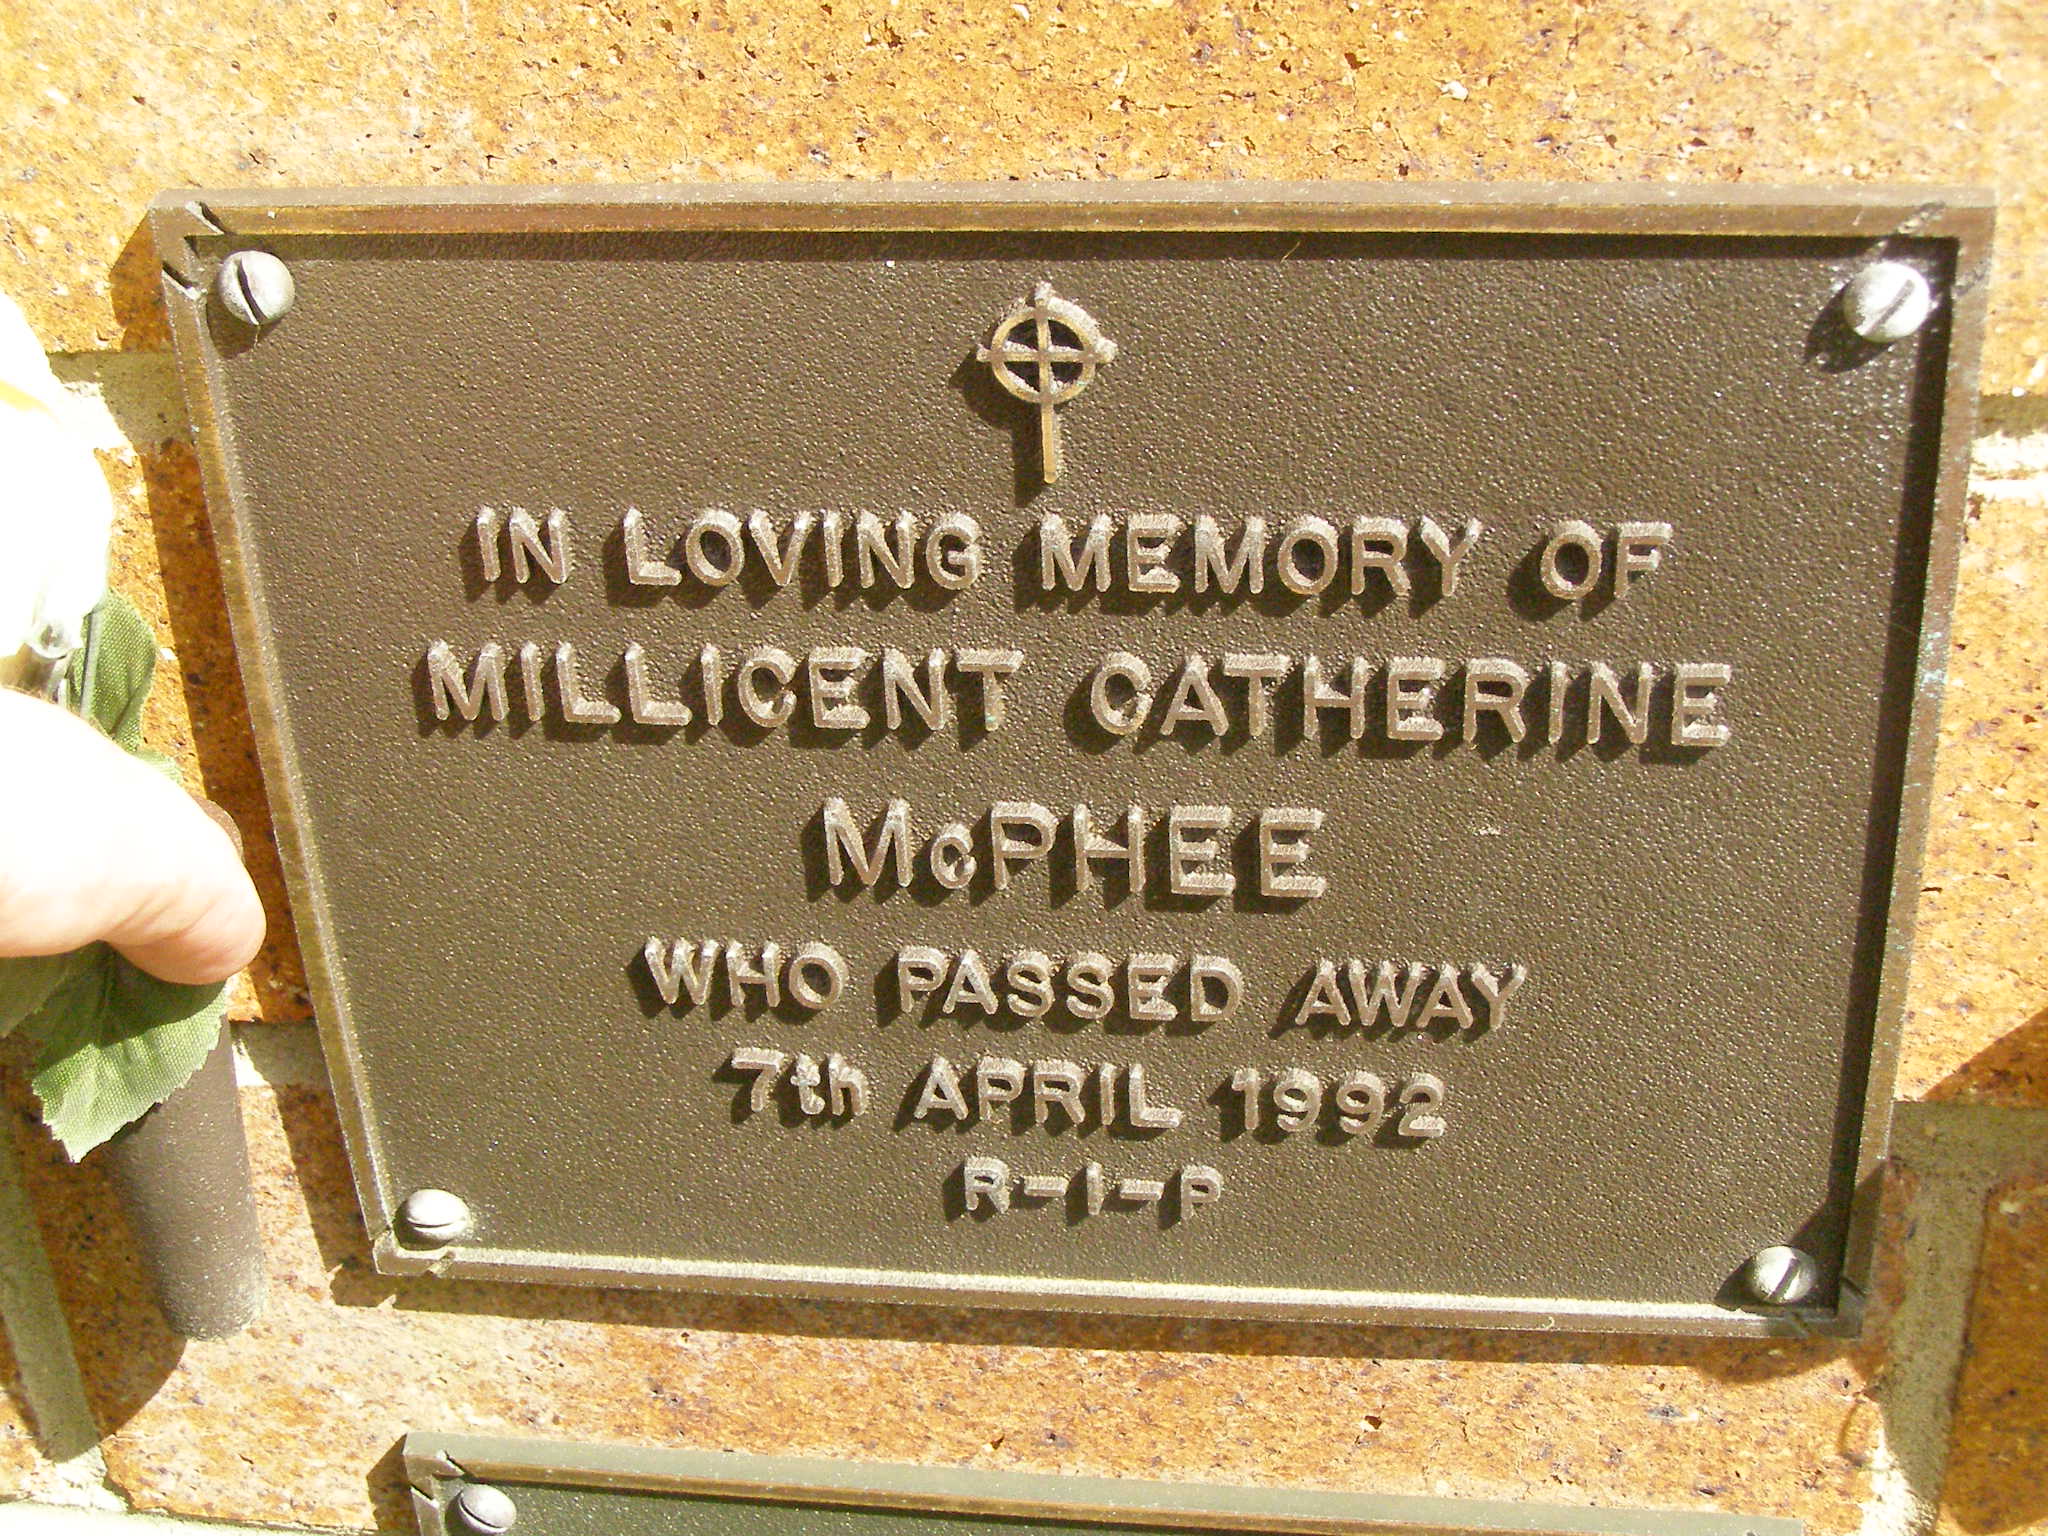 IN LOVING MEMORY OF
MILLICENT CATHERINE
McPHEE
WHO PASSED AWAY
7th APRIL 1992
R-I-P